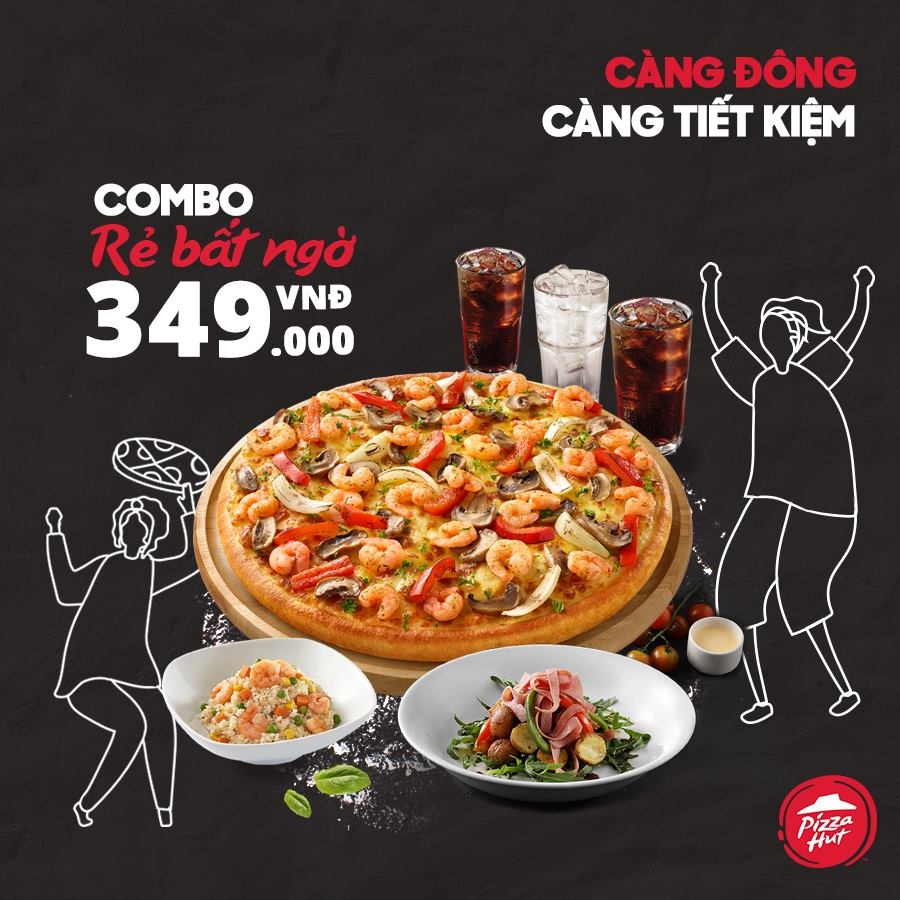 CÀNG ĐÔNG
CÀNG TIẾT KIỆM
COMBO
Rẻ bất ngờ
349.000 VNĐ
Pizza
Hut